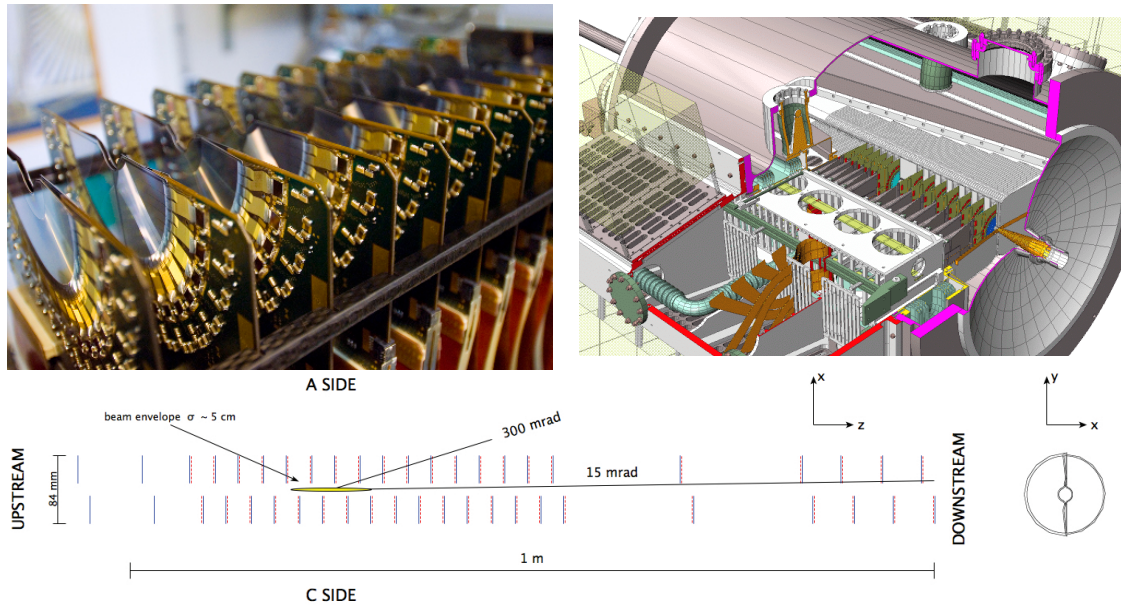 A SIDE
beam envelope σ ~ 5 cm
300 mrad
x
z
y
x
UPSTREAM
84 mm
15 mrad
DOWNSTREAM
1 m
C SIDE